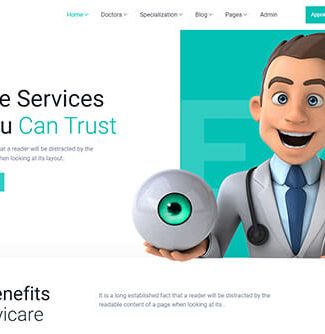 Home Doctors Specialization Blog Pages Admin
e Services
u Can Trust
at a reader will be distracted by the
when looking at its layout.
E
enefits
vicare
It is a long established fact that a reader will be distracted by the
readable content of a page when looking at its layout.